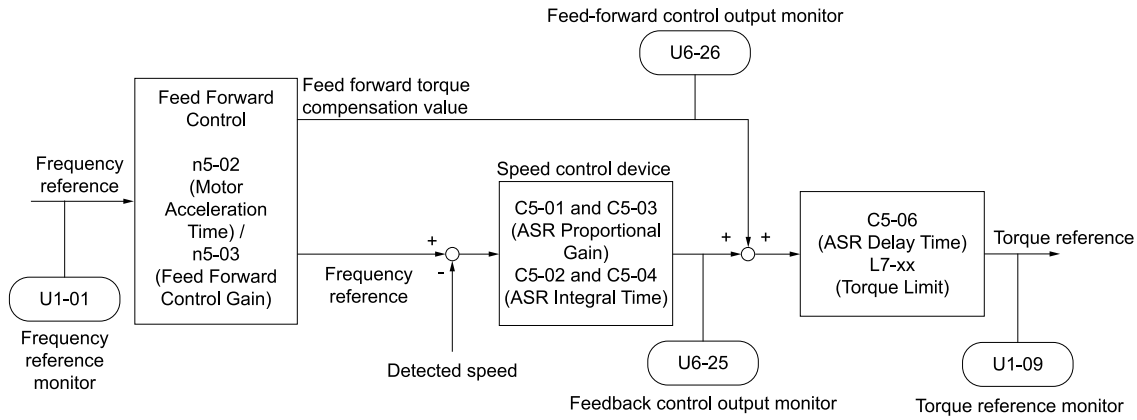 Feed-forward control output monitor
U6-26
Feed Forward
Control
n5-02
(Motor
Acceleration
Time) /
n5-03
(Feed Forward
Control Gain)
Feed forward torque
compensation value
Frequency
reference
U1-01
Frequency
reference
monitor
+
-
Frequency
reference
Detected speed
Speed control device
C5-01 and C5-03
(ASR Proportional
Gain)
C5-02 and C5-04
(ASR Integral Time)
+
+
U6-25
Feedback control output monitor
C5-06
(ASR Delay Time)
L7-xx
(Torque Limit)
Torque reference
U1-09
Torque reference monitor